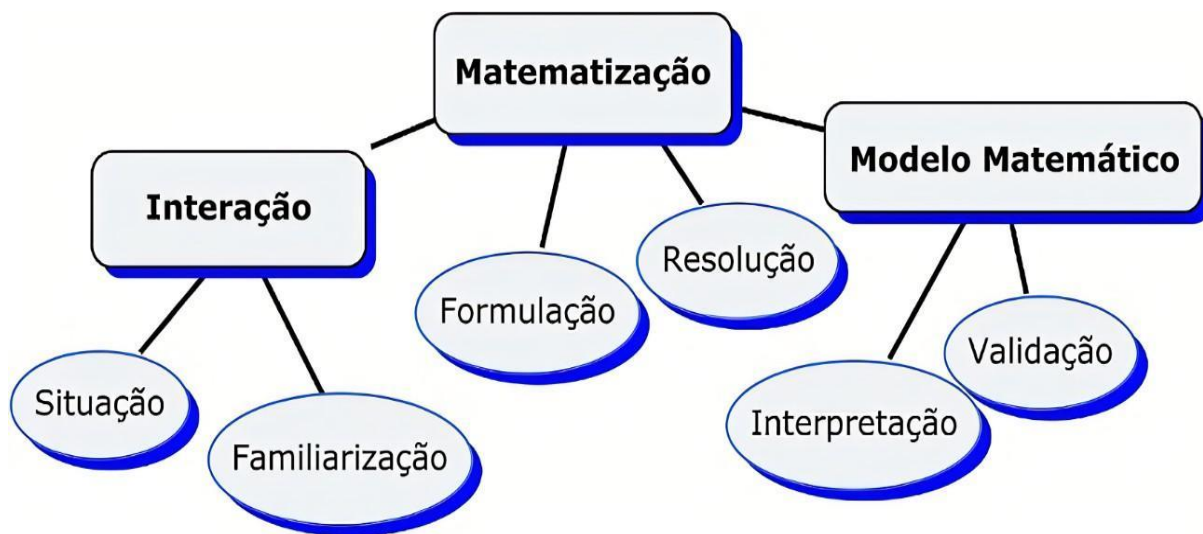 Matematização
Modelo Matemático
Interação
Resolução
Formulação
Validação
Situação
Interpretação
Familiarização